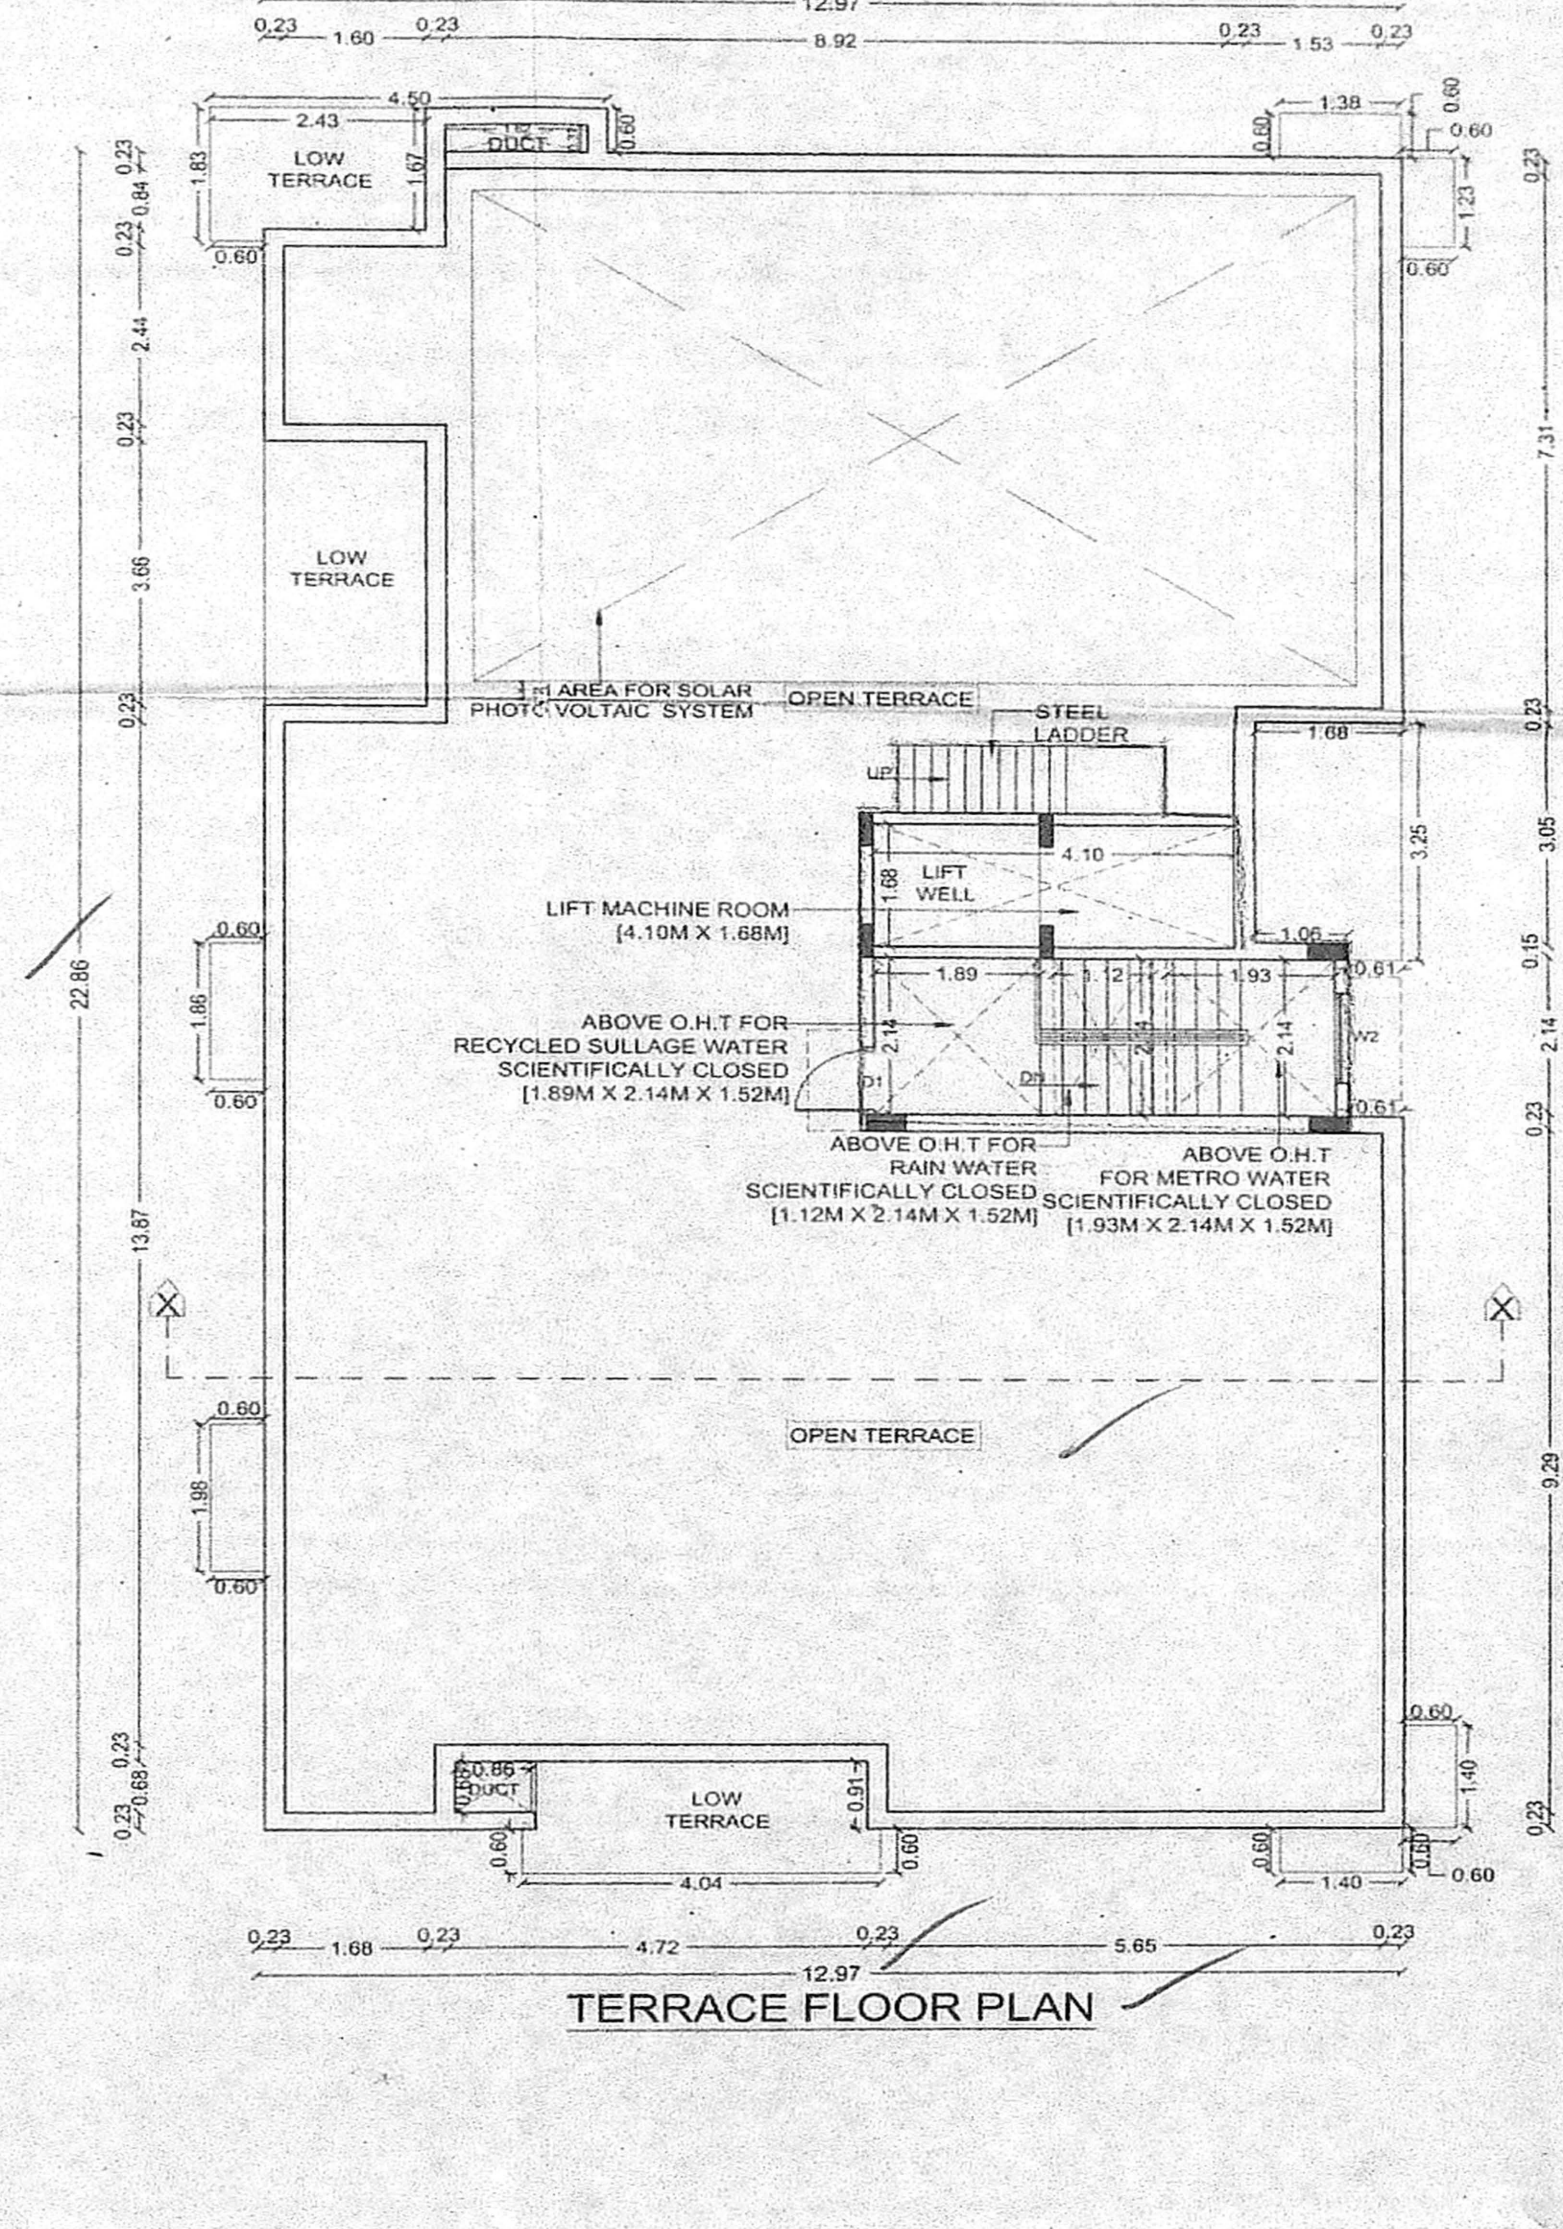 12.97
0.23 1.60 0.23 8.92 0.23 1.53 0.23
4.50
2.43
1.83
LOW
TERRACE
1.67
DUCT
0.60
0.60
1.38
0.60
0.60
0.60
1.23
0.60
0.23
0.84
0.23
2.44
0.23
3.66
0.23
13.87
0.23
0.68
0.23
22.86
0.23
7.31
0.23
3.05
0.15
2.14
0.23
9.29
0.23
LOW
TERRACE
AREA FOR SOLAR
PHOTO VOLTAIC SYSTEM
OPEN TERRACE
STEEL
LADDER
UP
1.68
3.25
4.10
1.68
LIFT
WELL
LIFT MACHINE ROOM
[4.10M X 1.68M]
1.06
0.61
1.89 1.12 1.93
ABOVE O.H.T FOR
RECYCLED SULLAGE WATER
SCIENTIFICALLY CLOSED
[1.89M X 2.14M X 1.52M]
2.14
2.14
2.14
W2
D1
DN
0.61
ABOVE O.H.T FOR
RAIN WATER
SCIENTIFICALLY CLOSED
[1.12M X 2.14M X 1.52M]
ABOVE O.H.T
FOR METRO WATER
SCIENTIFICALLY CLOSED
[1.93M X 2.14M X 1.52M]
0.60
1.86
0.60
X
X
0.60
1.98
0.60
OPEN TERRACE
0.68
0.86
DUCT
LOW
TERRACE
0.91
0.60
4.04
0.60
0.60
1.40
0.60
1.40
0.60
0.60
0.23 1.68 0.23 4.72 0.23 5.65 0.23
12.97
TERRACE FLOOR PLAN